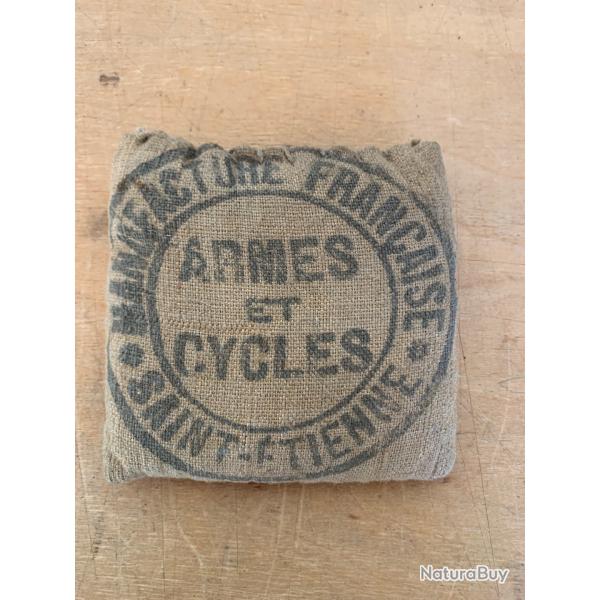 MANUFACTURE FRANÇAISE
ARMES
ET
CYCLES
SAINT-ETIENNE
NaturaBuy